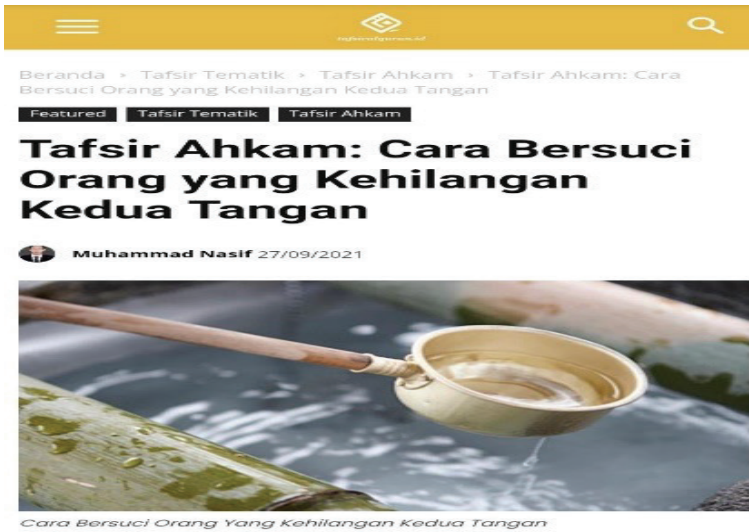 tafsiralquran.id
Beranda › Tafsir Tematik › Tafsir Ahkam › Tafsir Ahkam: Cara
Bersuci Orang yang Kehilangan Kedua Tangan
Featured Tafsir Tematik Tafsir Ahkam
Tafsir Ahkam: Cara Bersuci
Orang yang Kehilangan
Kedua Tangan
Muhammad Nasif 27/09/2021
Cara Bersuci Orang Yang Kehilangan Kedua Tangan